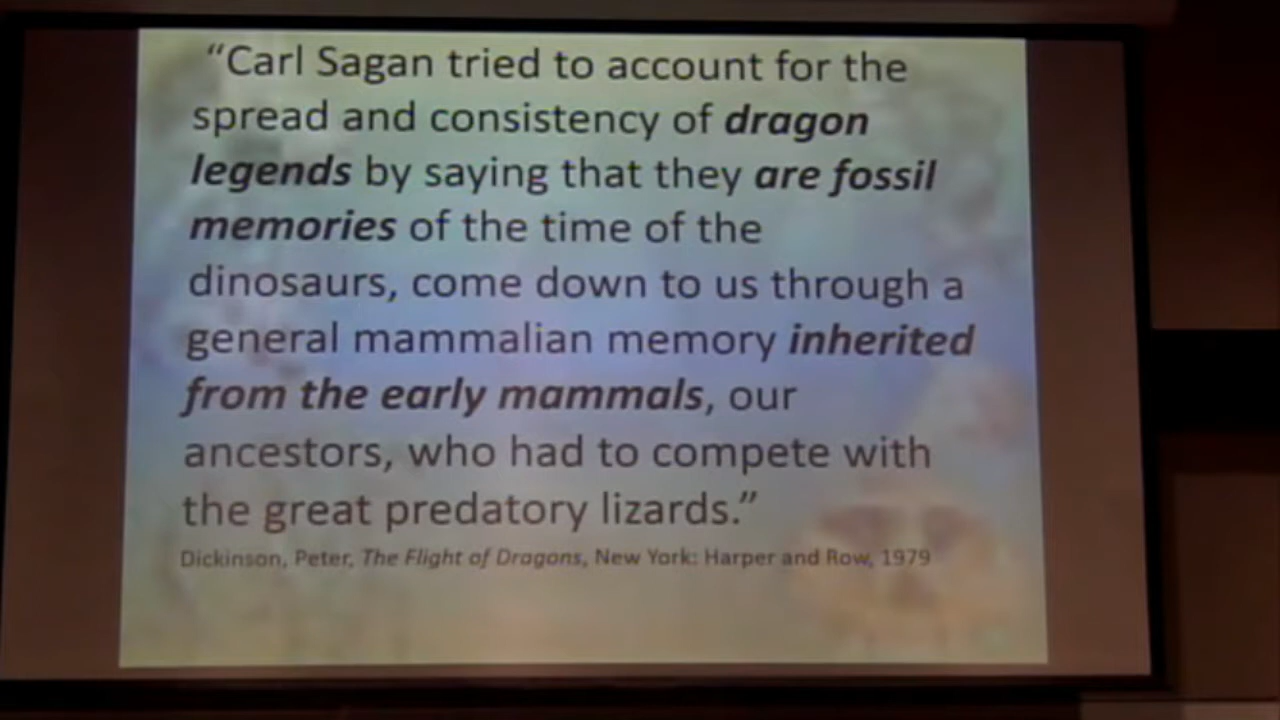 “Carl Sagan tried to account for the
spread and consistency of dragon
legends by saying that they are fossil
memories of the time of the
dinosaurs, come down to us through a
general mammalian memory inherited
from the early mammals, our
ancestors, who had to compete with
the great predatory lizards.”
Dickinson, Peter, The Flight of Dragons, New York: Harper and Row, 1979